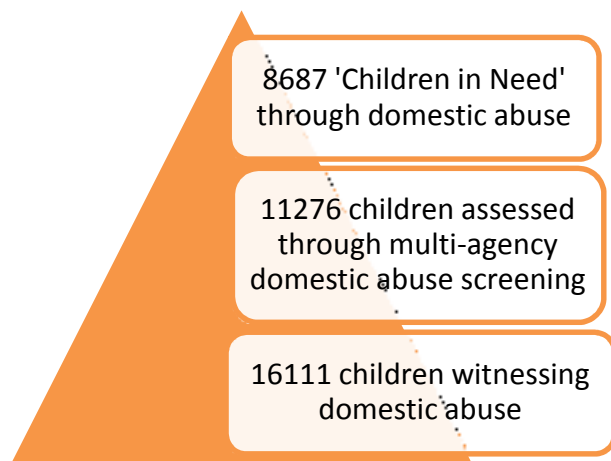 8687 'Children in Need'
through domestic abuse
11276 children assessed
through multi-agency
domestic abuse screening
16111 children witnessing
domestic abuse